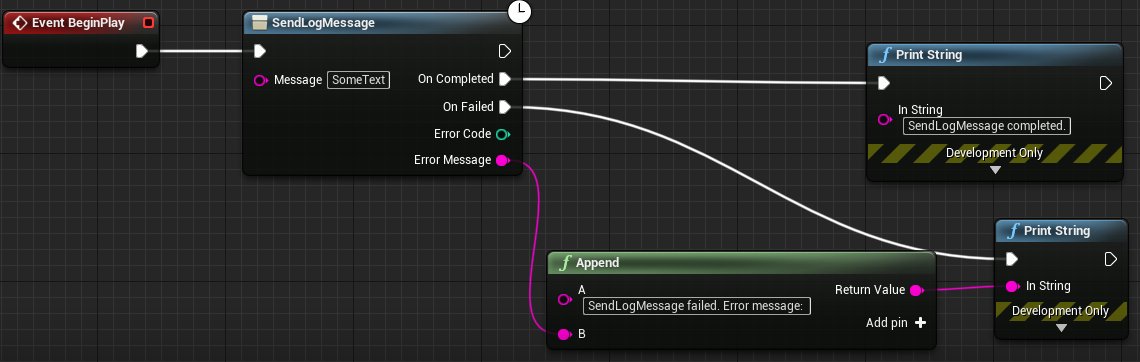 Event BeginPlay
SendLogMessage
Message SomeText
On Completed
On Failed
Error Code
Error Message
Print String
In String
SendLogMessage completed.
Development Only
Append
A
SendLogMessage failed. Error message:
B
Return Value
Add pin
Print String
In String
Development Only